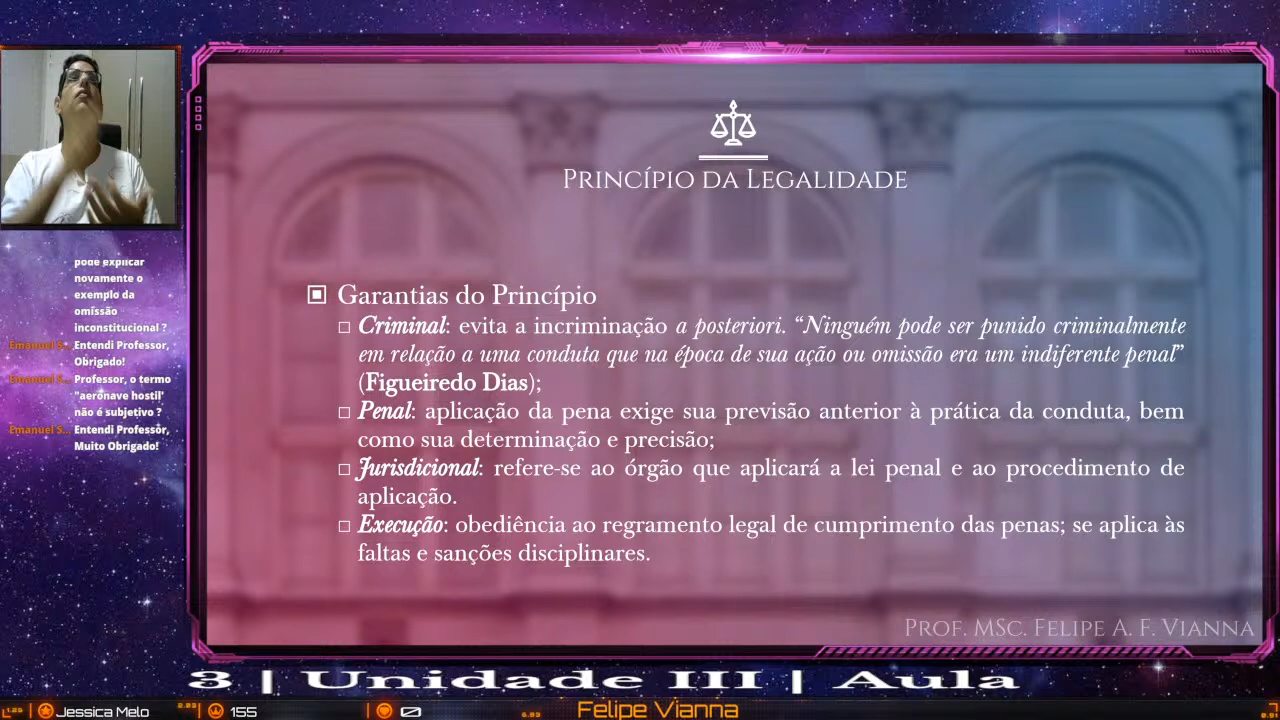 Princípio da Legalidade
Garantias do Princípio
Criminal: evita a incriminação a posteriori. “Ninguém pode ser punido criminalmente
em relação a uma conduta que na época de sua ação ou omissão era um indiferente penal”
(Figueiredo Dias);
Penal: aplicação da pena exige sua previsão anterior à prática da conduta, bem
como sua determinação e precisão;
Jurisdicional: refere-se ao órgão que aplicará a lei penal e ao procedimento de
aplicação.
Execução: obediência ao regramento legal de cumprimento das penas; se aplica às
faltas e sanções disciplinares.
Prof. MSc. Felipe A. F. Vianna
pode explicar
novamente o
exemplo da
omissão
inconstitucional ?
Emanuel S... Entendi Professor,
Obrigado!
Emanuel S... Professor, o termo
"aeronave hostil"
não é subjetivo ?
Emanuel S... Entendi Professor,
Muito Obrigado!
3 | Unidade III | Aula
Jessica Melo
155
0
Felipe Vianna